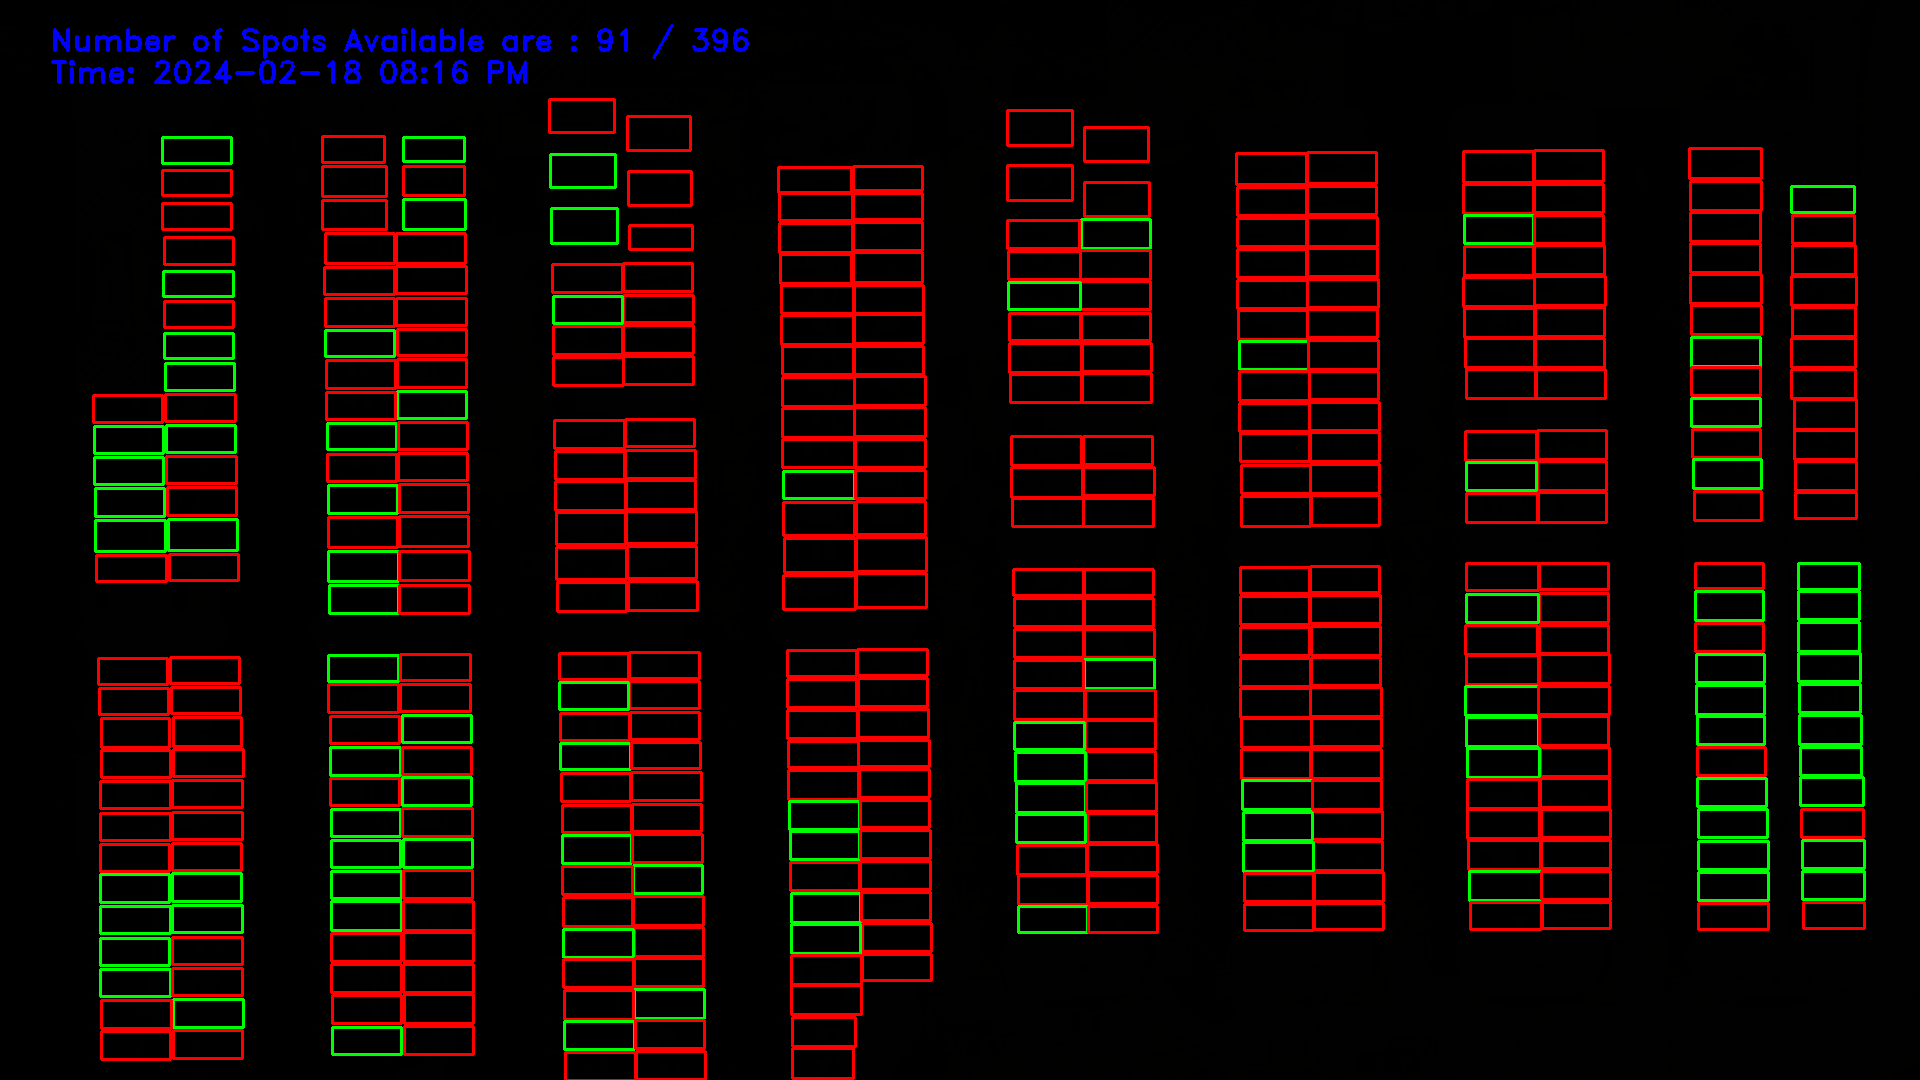 Number of Spots Available are : 91 / 396
Time: 2024-02-18 08:16 PM